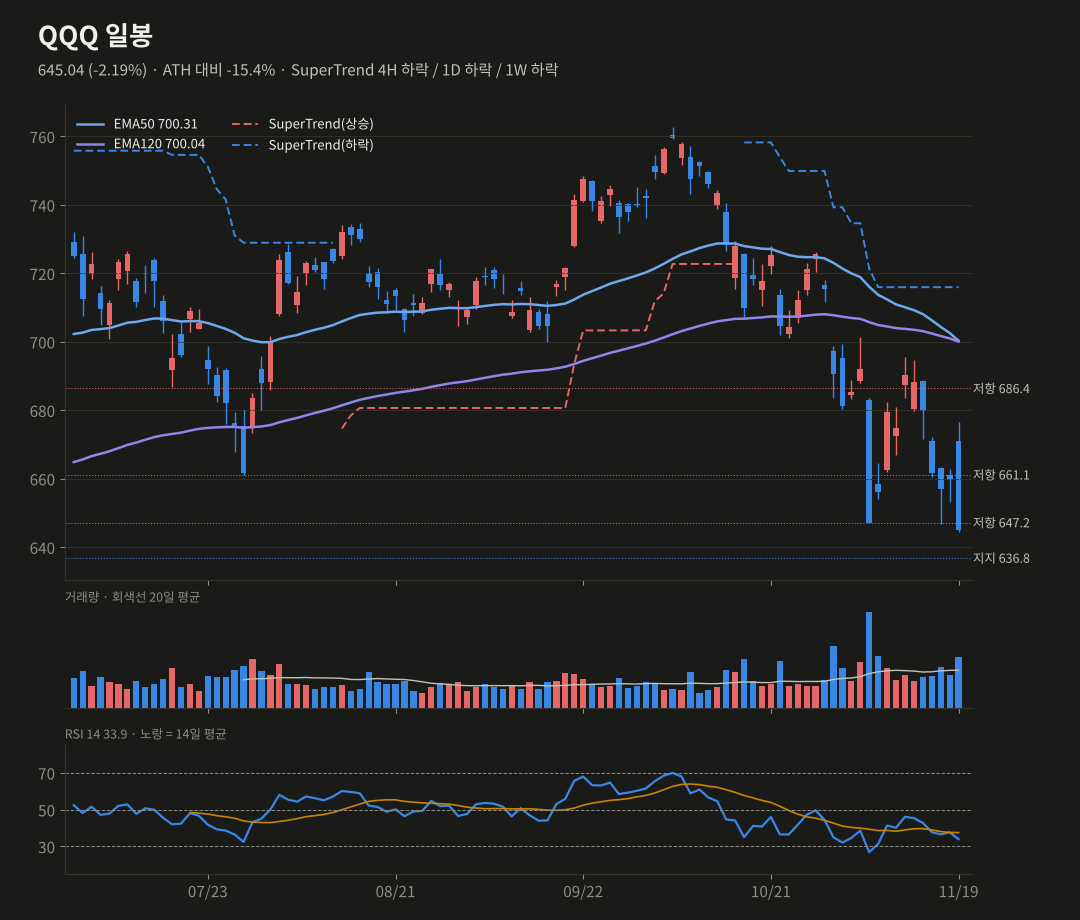 QQQ 일봉
645.04 (-2.19%) · ATH 대비 -15.4% · SuperTrend 4H 하락 / 1D 하락 / 1W 하락
EMA50 700.31
SuperTrend(상승)
EMA120 700.04
SuperTrend(하락)
760
740
720
700
680
660
640
저항 686.4
저항 661.1
저항 647.2
지지 636.8
거래량 · 회색선 20일 평균
RSI 14 33.9 · 노랑 = 14일 평균
70
50
30
07/23
08/21
09/22
10/21
11/19